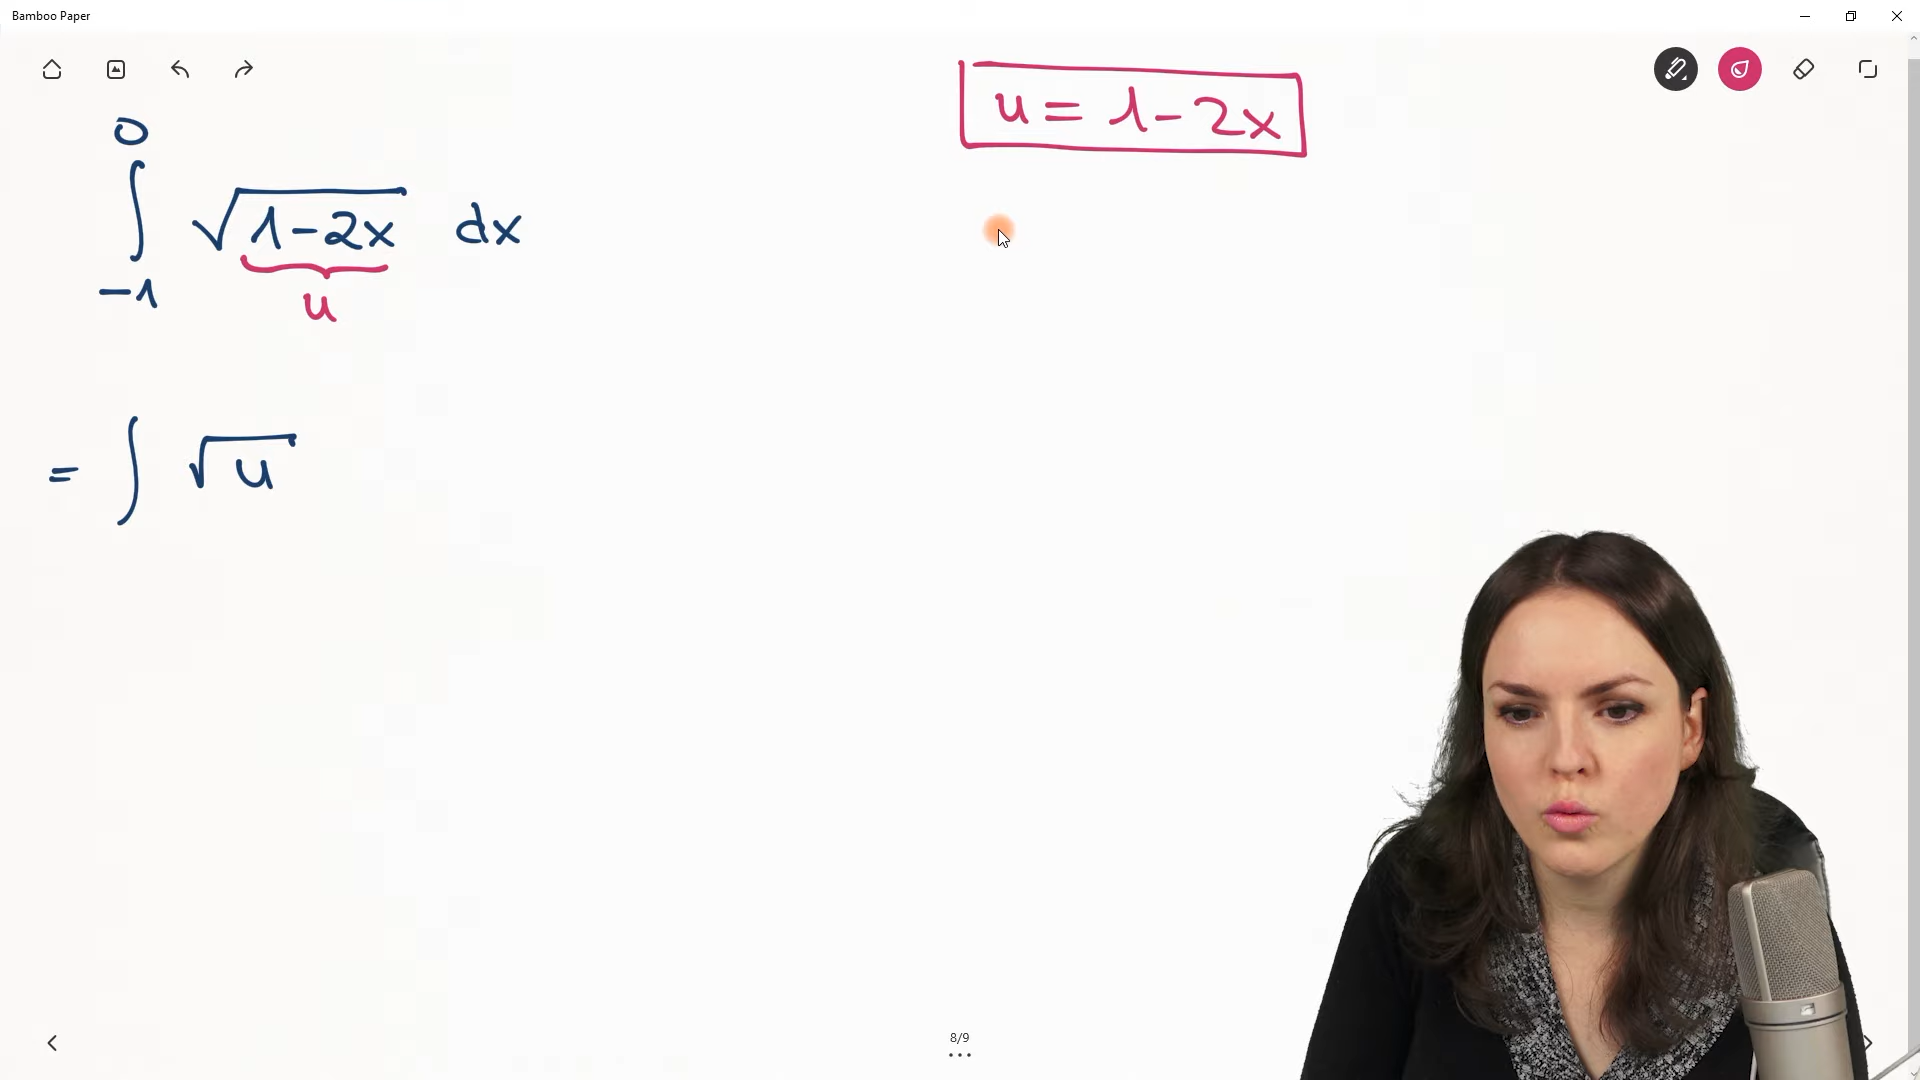 Bamboo Paper
u = 1-2x
0
∫ √1-2x dx
-1
u
= ∫ √u
8/9